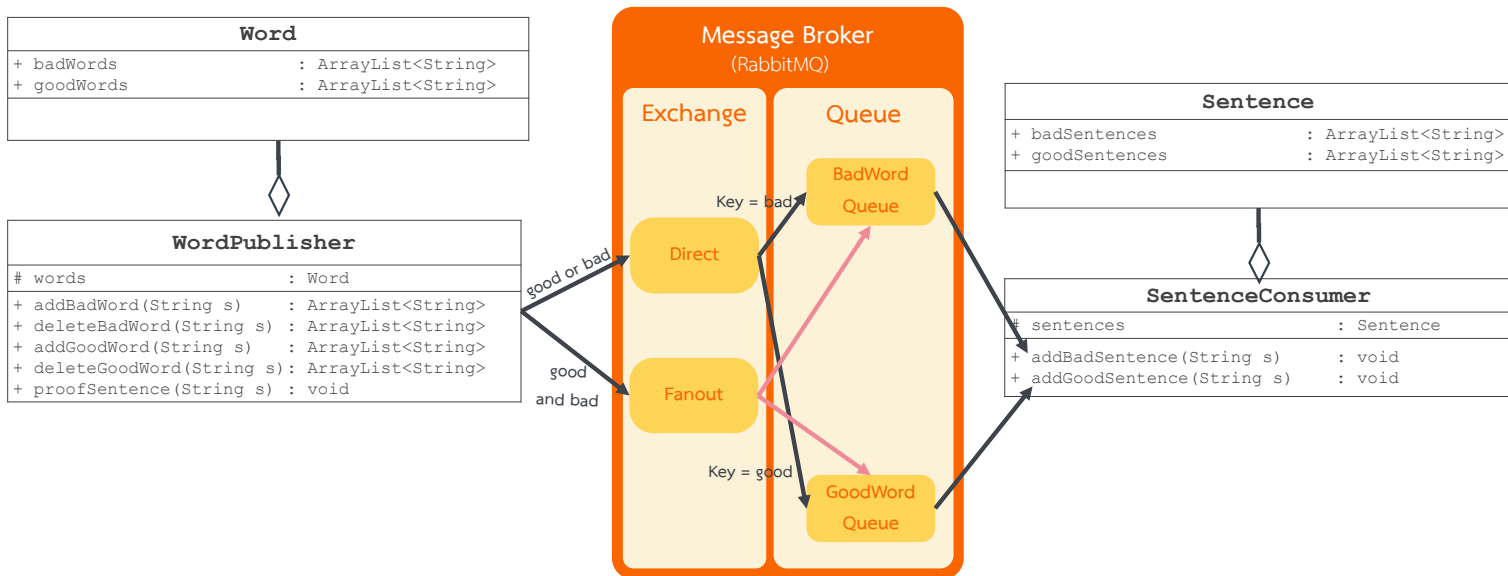 Word
+ badWords : ArrayList<String>
+ goodWords : ArrayList<String>
WordPublisher
# words : Word
+ addBadWord(String s) : ArrayList<String>
+ deleteBadWord(String s) : ArrayList<String>
+ addGoodWord(String s) : ArrayList<String>
+ deleteGoodWord(String s): ArrayList<String>
+ proofSentence(String s) : void
good or bad
good
and bad
Message Broker
(RabbitMQ)
Exchange
Direct
Fanout
Queue
Key = bad
BadWord
Queue
Key = good
GoodWord
Queue
Sentence
+ badSentences : ArrayList<String>
+ goodSentences : ArrayList<String>
SentenceConsumer
# sentences : Sentence
+ addBadSentence(String s) : void
+ addGoodSentence(String s) : void